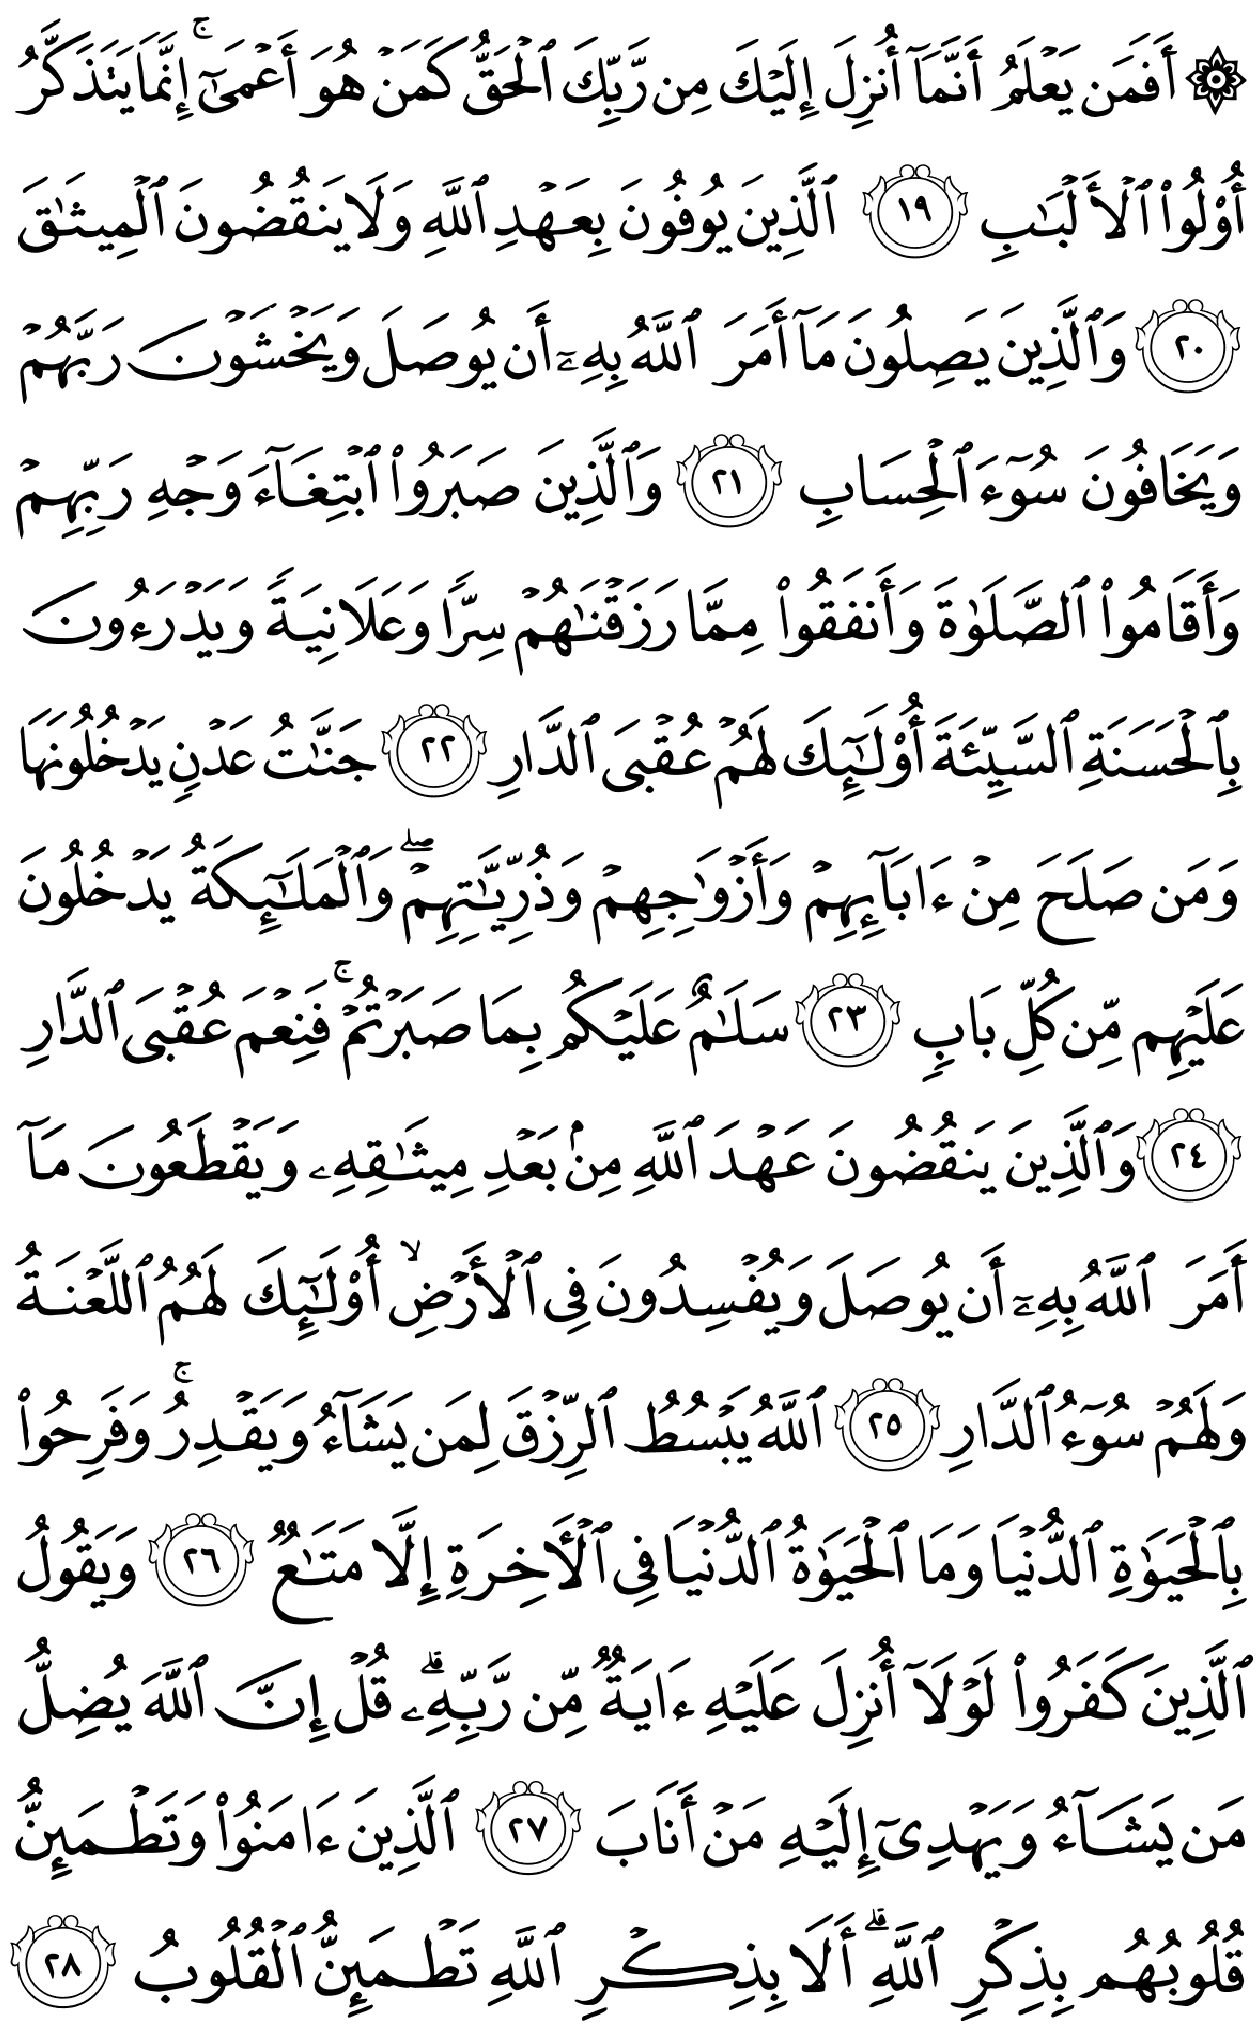 ۞ أَفَمَن يَعْلَمُ أَنَّمَآ أُنزِلَ إِلَيْكَ مِن رَّبِّكَ ٱلْحَقُّ كَمَنْ هُوَ أَعْمَىٰٓ ۚ إِنَّمَا يَتَذَكَّرُ
أُو۟لُوا۟ ٱلْأَلْبَـٰبِ ١٩ ٱلَّذِينَ يُوفُونَ بِعَهْدِ ٱللَّهِ وَلَا يَنقُضُونَ ٱلْمِيثَـٰقَ
٢٠ وَٱلَّذِينَ يَصِلُونَ مَآ أَمَرَ ٱللَّهُ بِهِۦٓ أَن يُوصَلَ وَيَخْشَوْنَ رَبَّهُمْ
وَيَخَافُونَ سُوٓءَ ٱلْحِسَابِ ٢١ وَٱلَّذِينَ صَبَرُوا۟ ٱبْتِغَآءَ وَجْهِ رَبِّهِمْ
وَأَقَامُوا۟ ٱلصَّلَوٰةَ وَأَنفَقُوا۟ مِمَّا رَزَقْنَـٰهُمْ سِرًّا وَعَلَانِيَةً وَيَدْرَءُونَ
بِٱلْحَسَنَةِ ٱلسَّيِّئَةَ أُو۟لَـٰٓئِكَ لَهُمْ عُقْبَى ٱلدَّارِ ٢٢ جَنَّـٰتُ عَدْنٍ يَدْخُلُونَهَا
وَمَن صَلَحَ مِنْ ءَابَآئِهِمْ وَأَزْوَٰجِهِمْ وَذُرِّيَّـٰتِهِمْ ۖ وَٱلْمَلَـٰٓئِكَةُ يَدْخُلُونَ
عَلَيْهِم مِّن كُلِّ بَابٍ ٢٣ سَلَـٰمٌ عَلَيْكُم بِمَا صَبَرْتُمْ ۚ فَنِعْمَ عُقْبَى ٱلدَّارِ
٢٤ وَٱلَّذِينَ يَنقُضُونَ عَهْدَ ٱللَّهِ مِنۢ بَعْدِ مِيثَـٰقِهِۦ وَيَقْطَعُونَ مَآ
أَمَرَ ٱللَّهُ بِهِۦٓ أَن يُوصَلَ وَيُفْسِدُونَ فِى ٱلْأَرْضِ ۙ أُو۟لَـٰٓئِكَ لَهُمُ ٱللَّعْنَةُ
وَلَهُمْ سُوٓءُ ٱلدَّارِ ٢٥ ٱللَّهُ يَبْسُطُ ٱلرِّزْقَ لِمَن يَشَآءُ وَيَقْدِرُ ۚ وَفَرِحُوا۟
بِٱلْحَيَوٰةِ ٱلدُّنْيَا وَمَا ٱلْحَيَوٰةُ ٱلدُّنْيَا فِى ٱلْـَٔاخِرَةِ إِلَّا مَتَـٰعٌ ٢٦ وَيَقُولُ
ٱلَّذِينَ كَفَرُوا۟ لَوْلَآ أُنزِلَ عَلَيْهِ ءَايَةٌ مِّن رَّبِّهِۦ ۗ قُلْ إِنَّ ٱللَّهَ يُضِلُّ
مَن يَشَآءُ وَيَهْدِىٓ إِلَيْهِ مَنْ أَنَابَ ٢٧ ٱلَّذِينَ ءَامَنُوا۟ وَتَطْمَئِنُّ
قُلُوبُهُم بِذِكْرِ ٱللَّهِ ۗ أَلَا بِذِكْرِ ٱللَّهِ تَطْمَئِنُّ ٱلْقُلُوبُ ٢٨